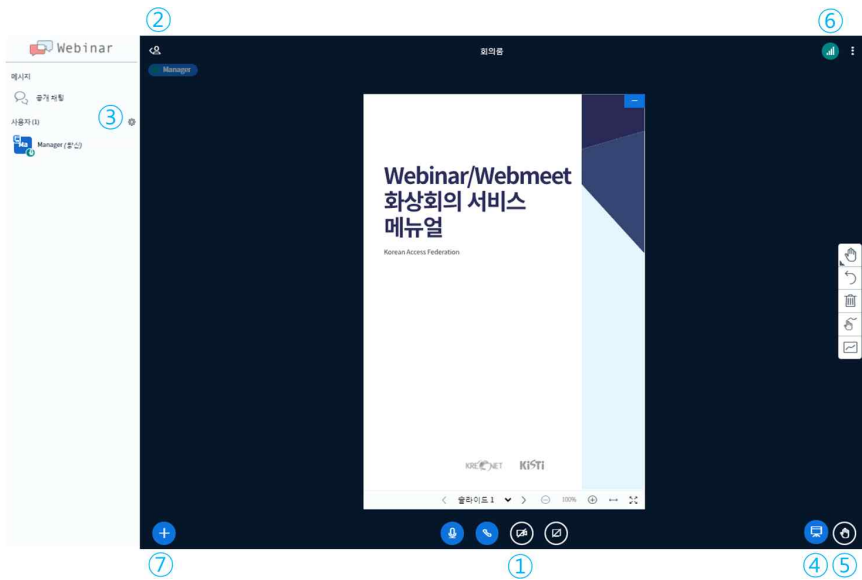 ② ⑥
Webinar
회의룸
Manager
메시지
공개 채팅
③
사용자 (1)
Ma
Manager (당신)
Webinar/Webmeet
화상회의 서비스
메뉴얼
Korean Access Federation
KREONET KiSTi
슬라이드 1 100%
⑦ ① ④ ⑤